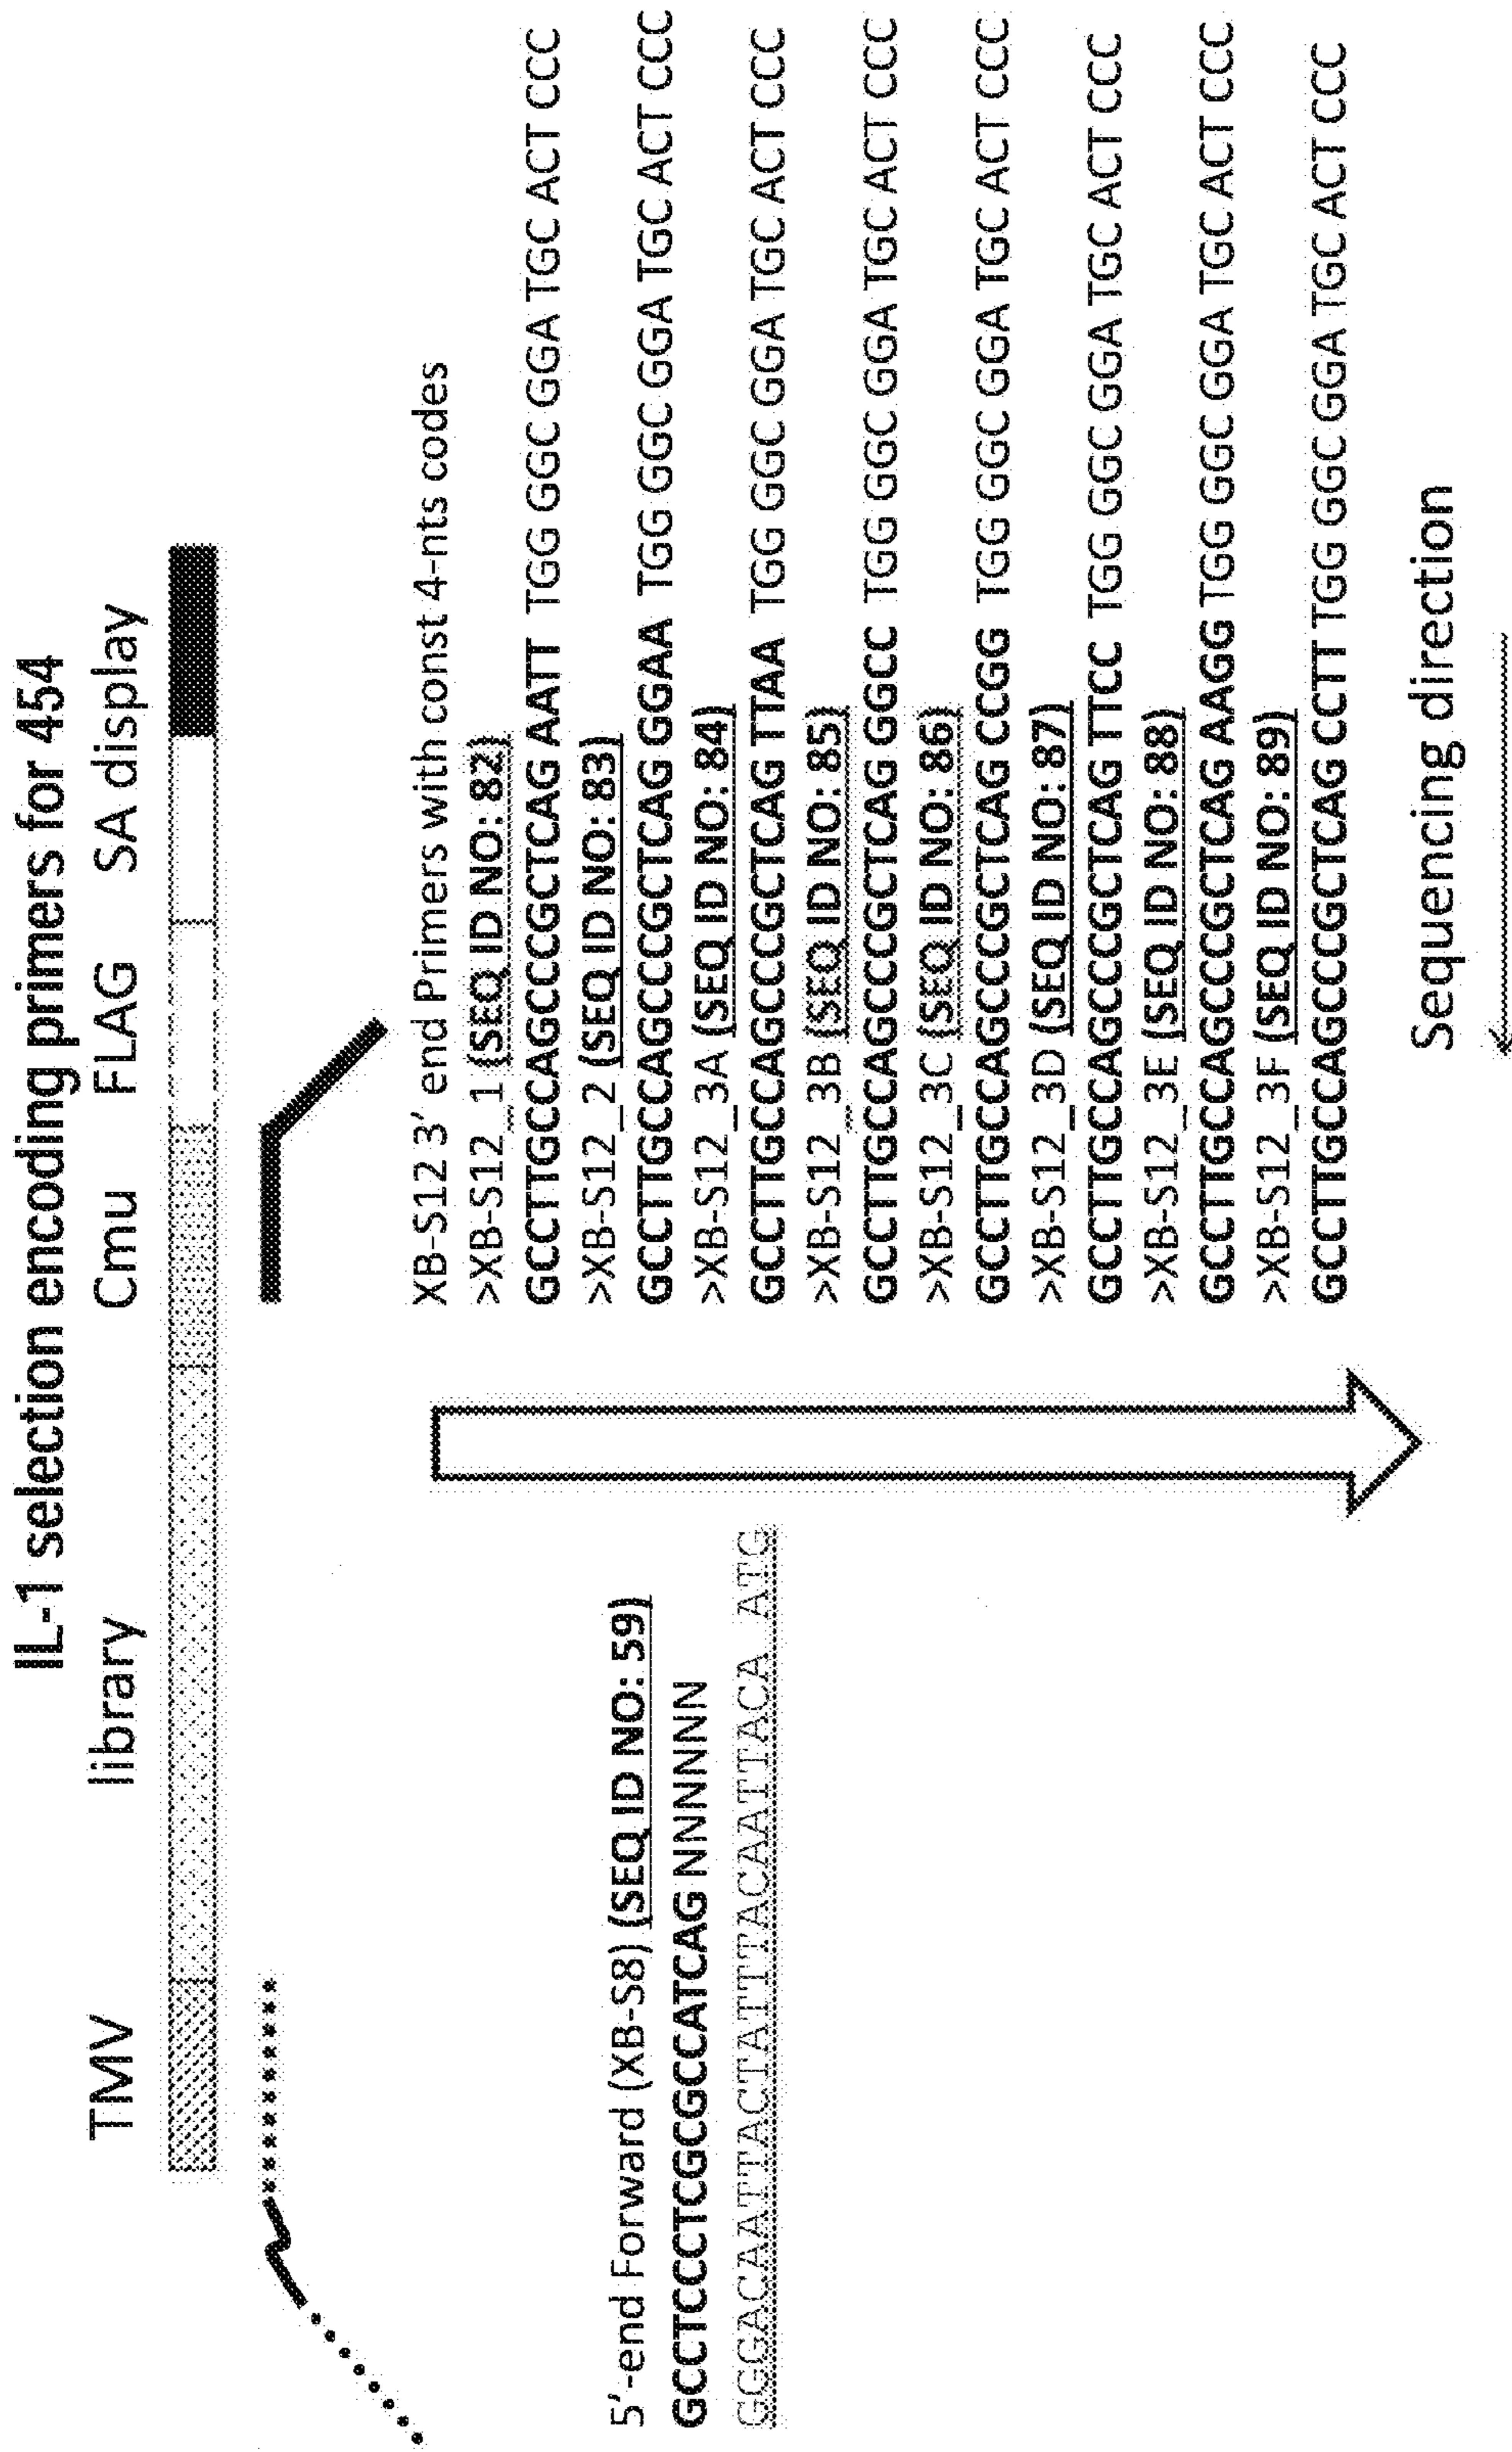 IL-1 selection encoding primers for 454
TMV library Cmu FLAG SA display
5'-end Forward (XB-S8) (SEQ ID NO: 59)
GCCTCCCTCGCGCCATCAG NNNNNN
GGGACAATTACTATTTACAATTACA ATG
XB-S12 3' end Primers with const 4-nts codes
>XB-S12_1 (SEQ ID NO: 82)
GCCTTGCCAGCCCGCTCAG AATT TGG GGC GGA TGC ACT CCC
>XB-S12_2 (SEQ ID NO: 83)
GCCTTGCCAGCCCGCTCAG GGAA TGG GGC GGA TGC ACT CCC
>XB-S12_3A (SEQ ID NO: 84)
GCCTTGCCAGCCCGCTCAG TTAA TGG GGC GGA TGC ACT CCC
>XB-S12_3B (SEQ ID NO: 85)
GCCTTGCCAGCCCGCTCAG GGCC TGGG GGC GGA TGC ACT CCC
>XB-S12_3C (SEQ ID NO: 86)
GCCTTGCCAGCCCGCTCAG CCGG TGG GGC GGA TGC ACT CCC
>XB-S12_3D (SEQ ID NO: 87)
GCCTTGCCAGCCCGCTCAG TTCC TGG GGC GGA TGC ACT CCC
>XB-S12_3E (SEQ ID NO: 88)
GCCTTGCCAGCCCGCTCAG AAGG TGG GGC GGA TGC ACT CCC
>XB-S12_3F (SEQ ID NO: 89)
GCCTTGCCAGCCCGCTCAG CCTT TGG GGC GGA TGC ACT CCC
Sequencing direction